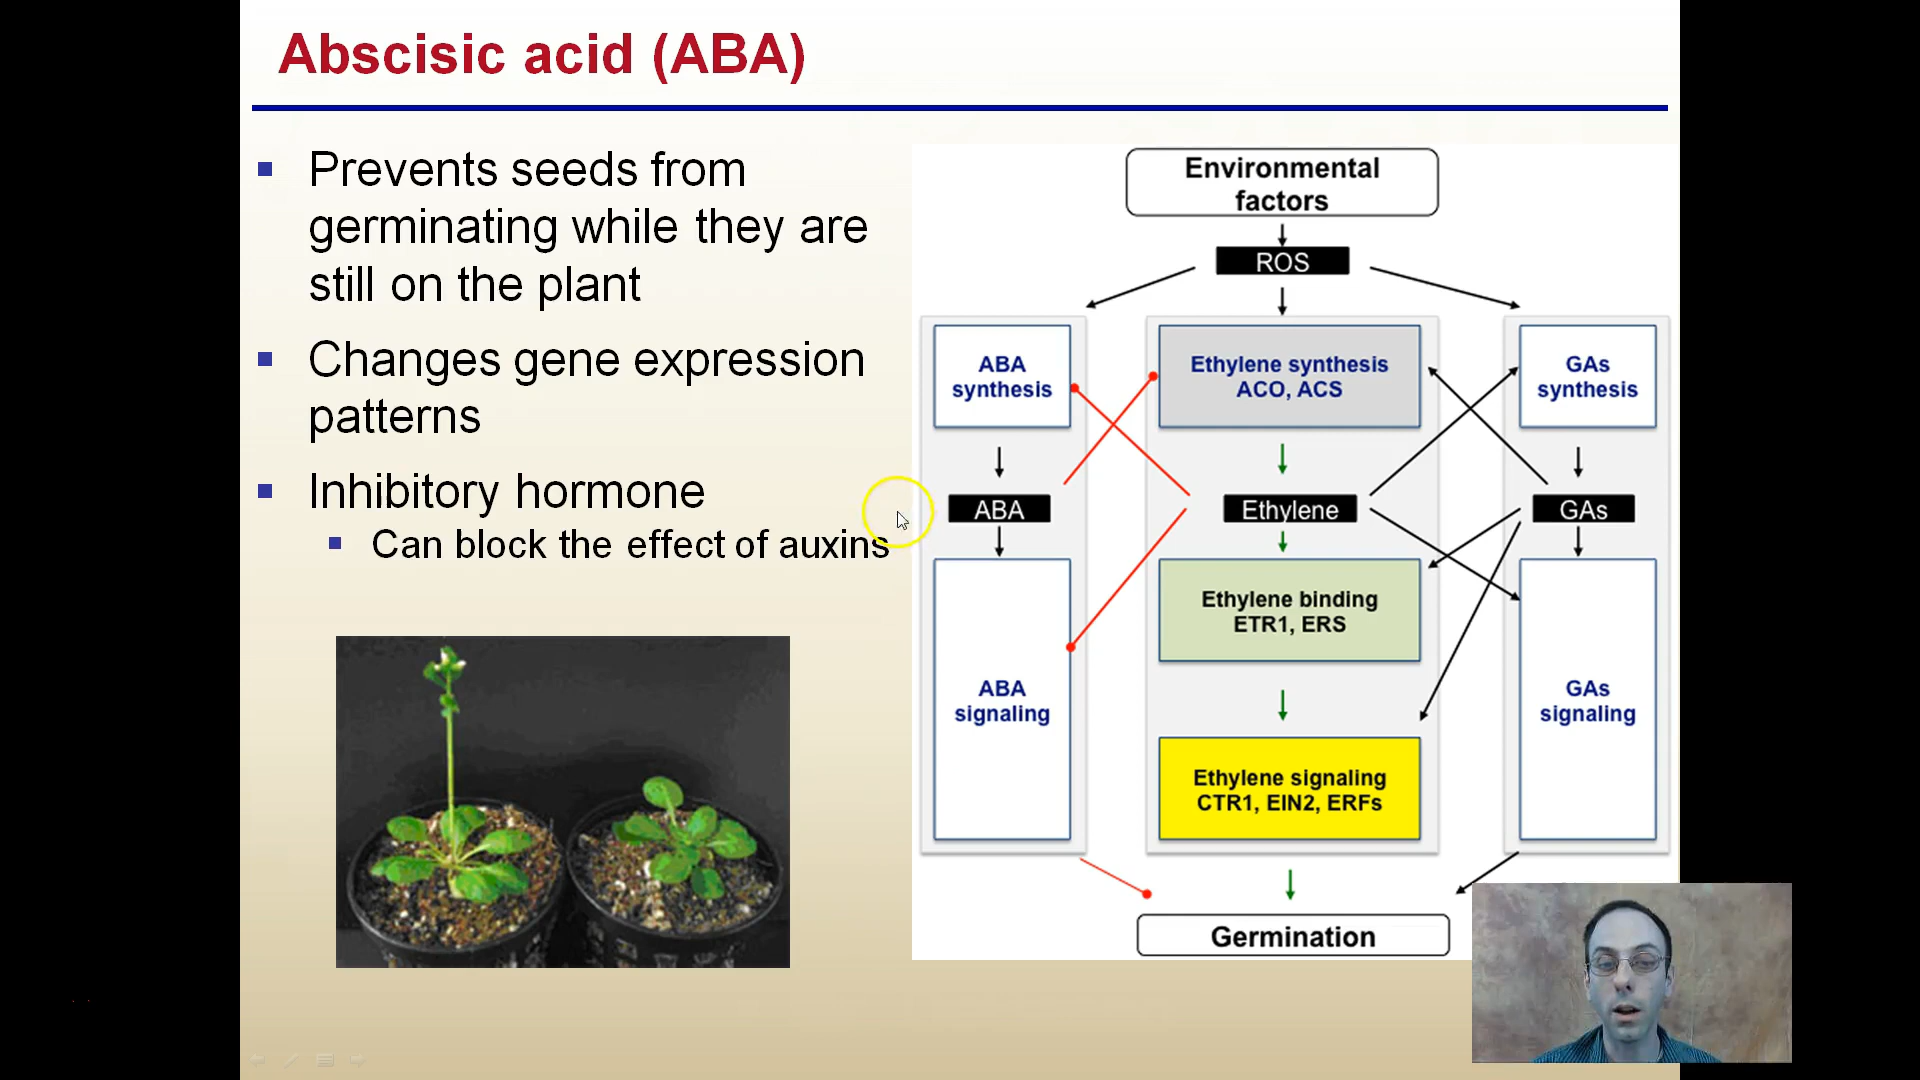 Abscisic acid (ABA)
Prevents seeds from
germinating while they are
still on the plant
Changes gene expression
patterns
Inhibitory hormone
Can block the effect of auxins
Environmental
factors
ROS
ABA
synthesis
Ethylene synthesis
ACO, ACS
GAs
synthesis
ABA
Ethylene
GAs
Ethylene binding
ETR1, ERS
ABA
signaling
GAs
signaling
Ethylene signaling
CTR1, EIN2, ERFs
Germination